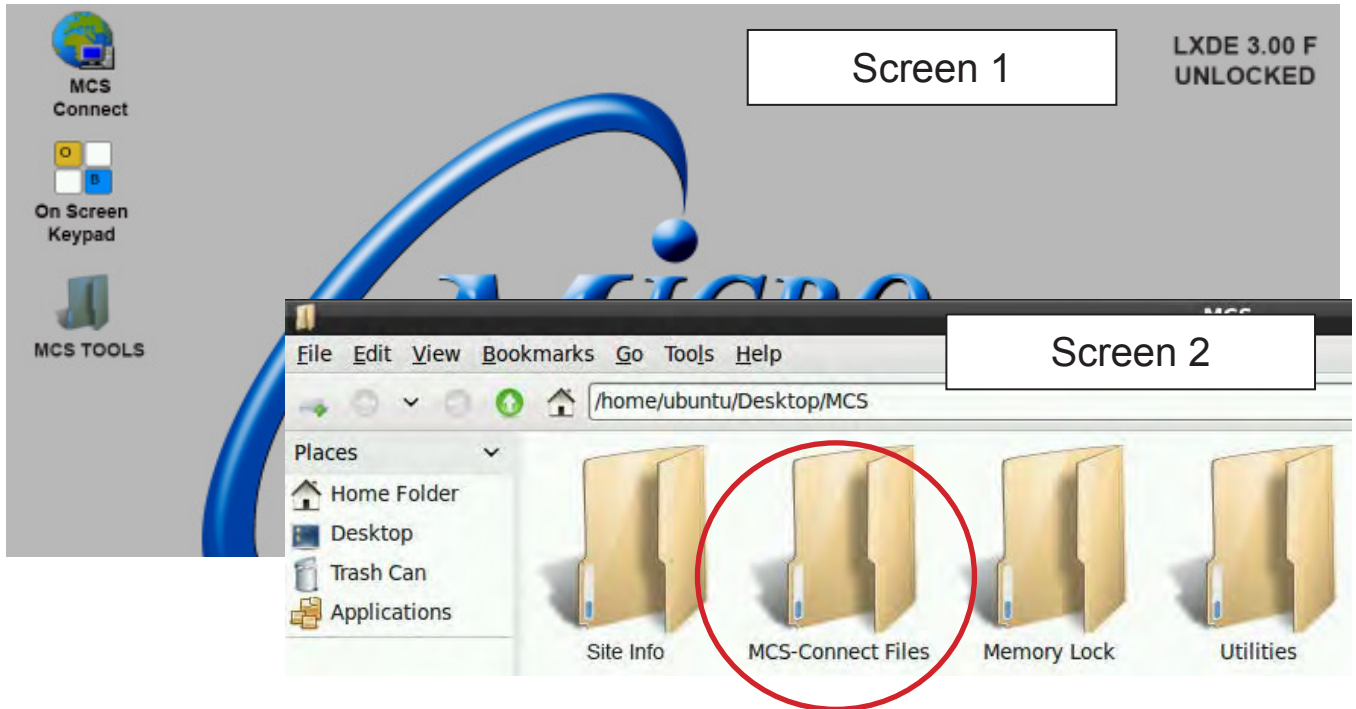 MCS
Connect
O
B
On Screen
Keypad
MCS TOOLS
Screen 1
LXDE 3.00 F
UNLOCKED
MICRO
MCS
Screen 2
File Edit View Bookmarks Go Tools Help
/home/ubuntu/Desktop/MCS
Places
Home Folder
Desktop
Trash Can
Applications
Site Info
MCS-Connect Files
Memory Lock
Utilities